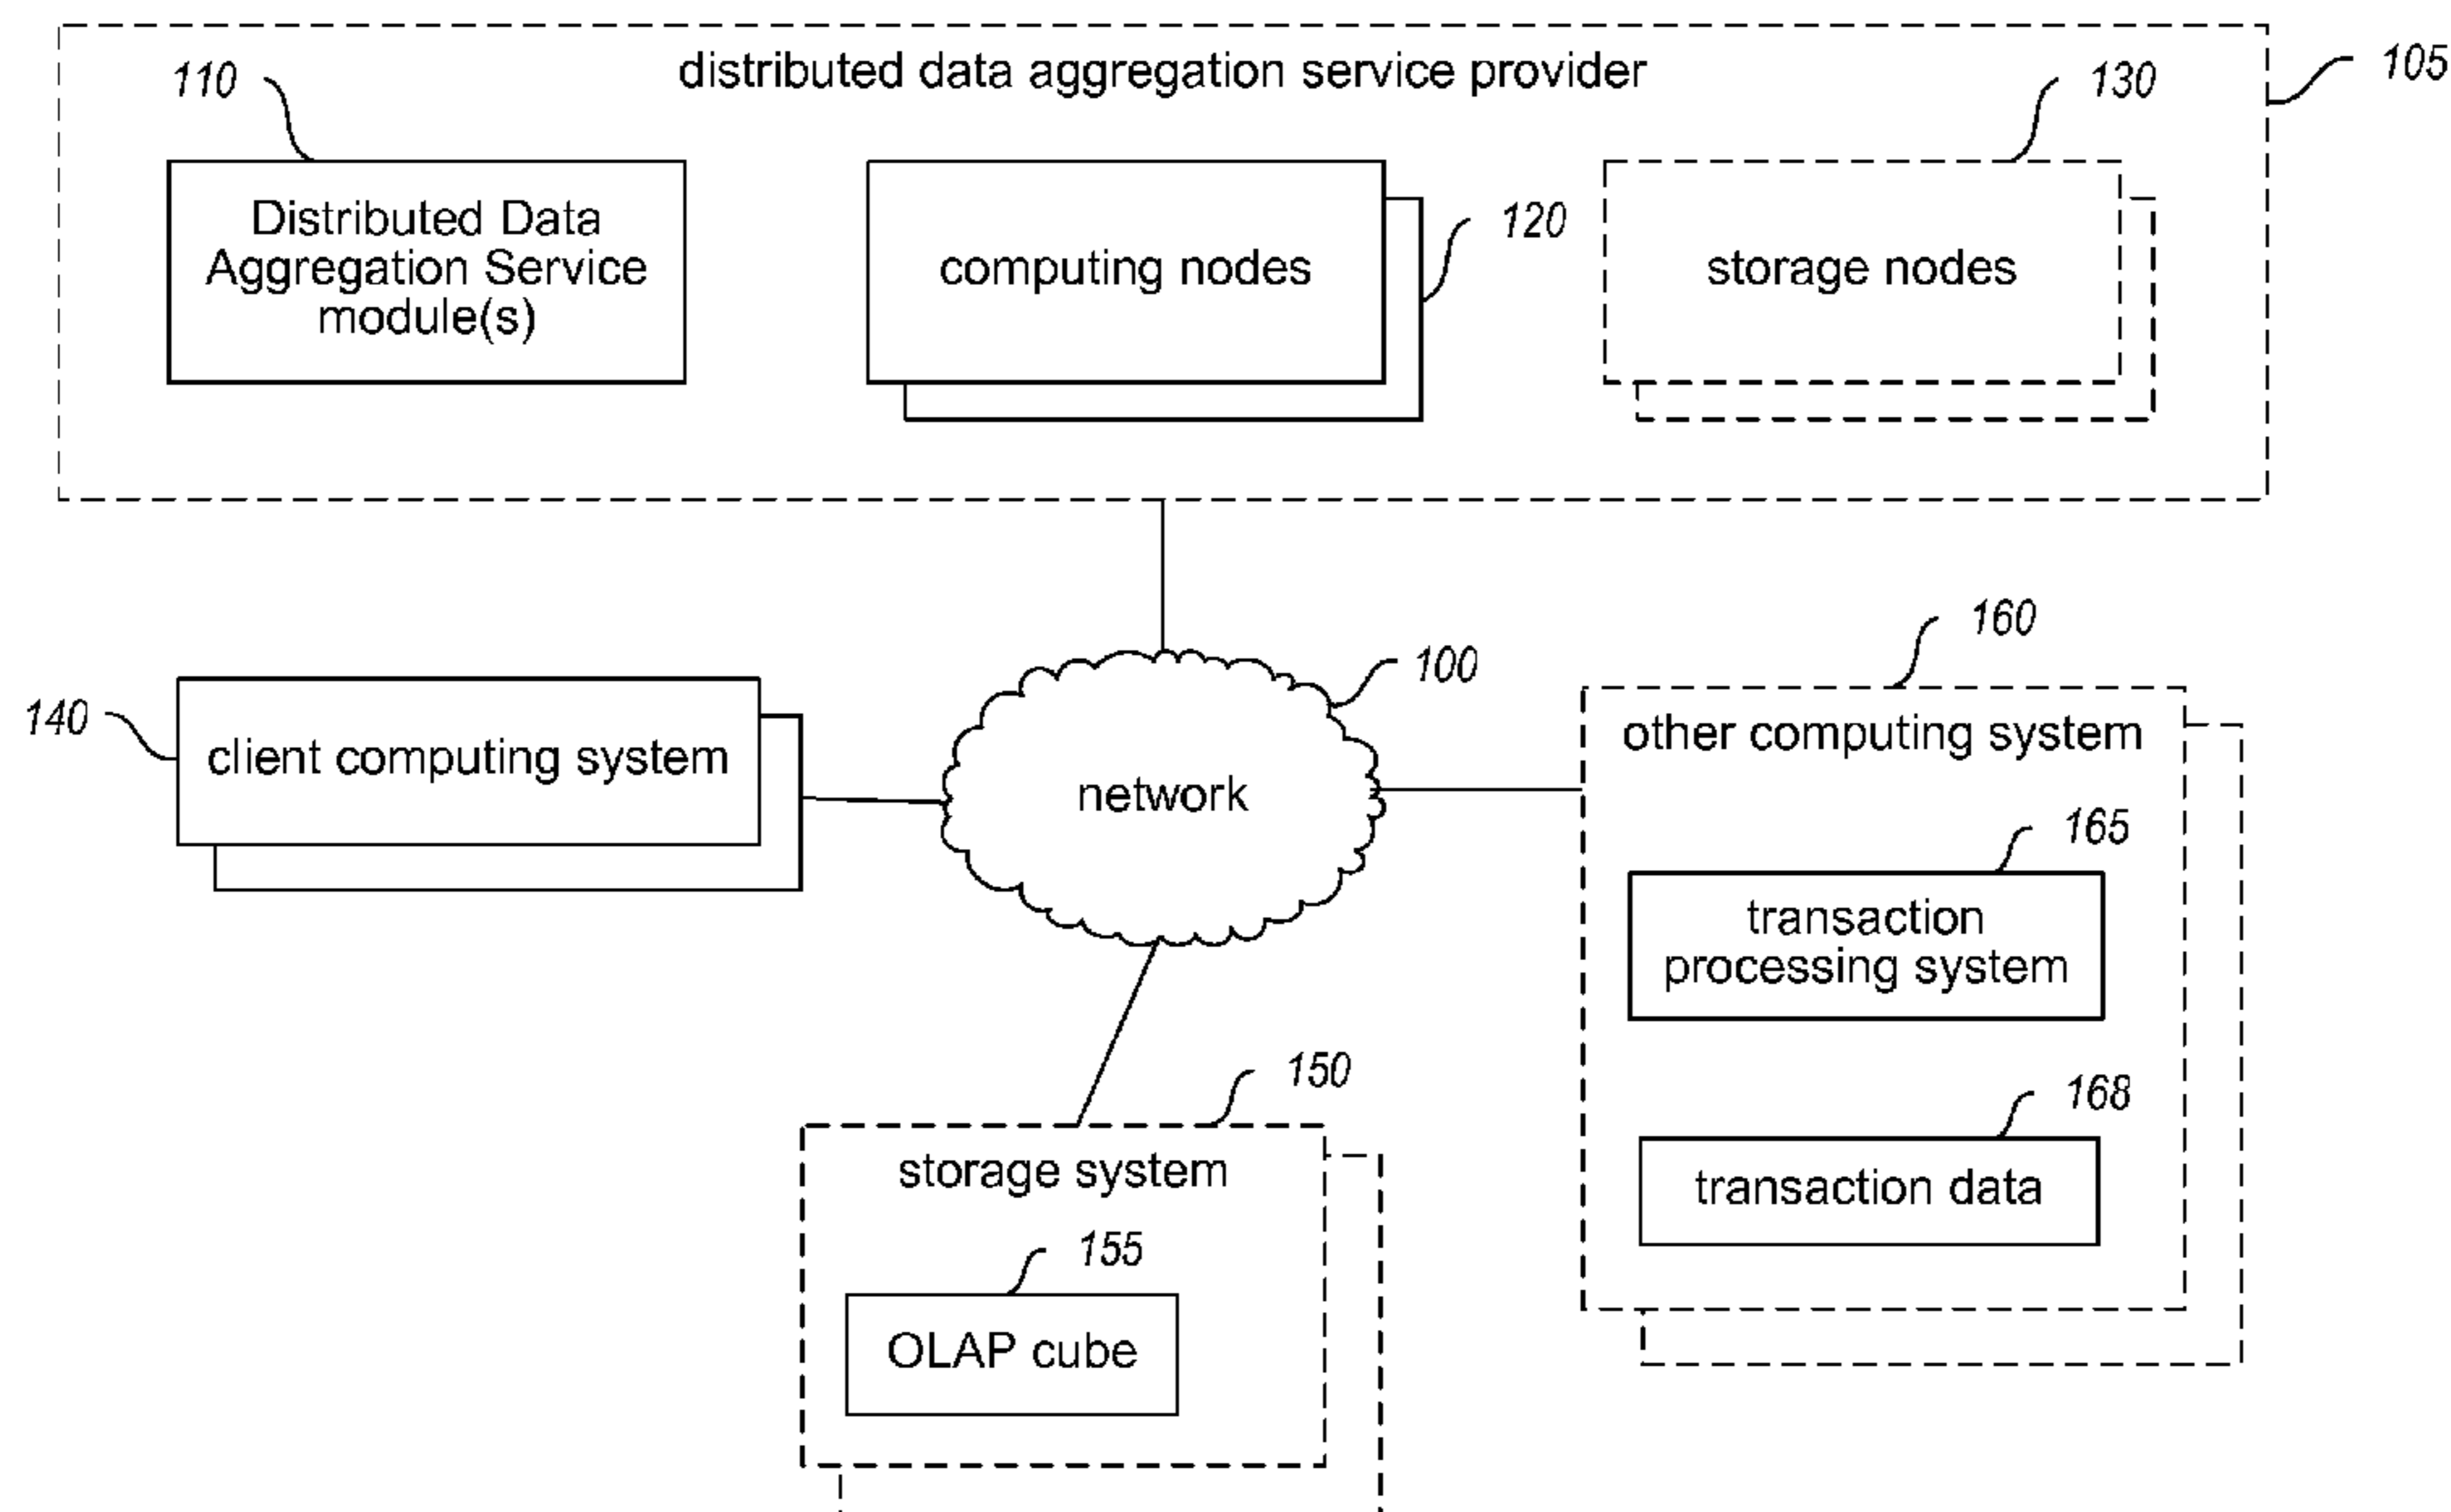 distributed data aggregation service provider
105
110
130
Distributed Data
Aggregation Service
module(s)
computing nodes
120
storage nodes
160
100
140
client computing system
network
other computing system
165
transaction
processing system
150
168
storage system
transaction data
155
OLAP cube